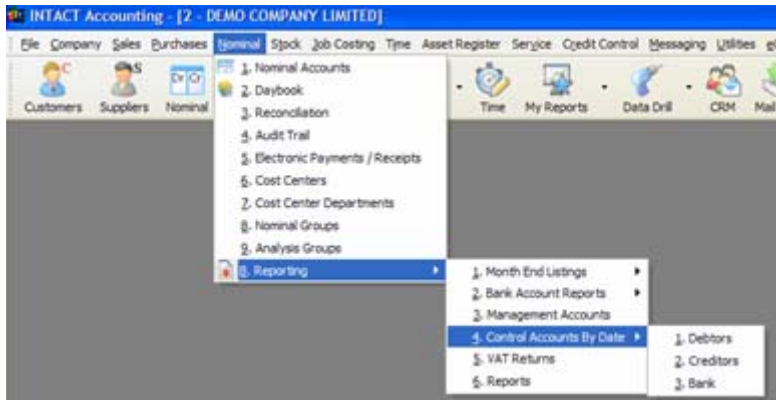 INTACT Accounting - [2 - DEMO COMPANY LIMITED]
File Company Sales Purchases Nominal Stock Job Costing Time Asset Register Service Credit Control Messaging Utilities
Customers Suppliers Nominal Time My Reports Data Drill CRM Mail
1. Nominal Accounts
2. Daybook
3. Reconciliation
4. Audit Trail
5. Electronic Payments / Receipts
6. Cost Centers
7. Cost Center Departments
8. Nominal Groups
9. Analysis Groups
Reporting
1. Month End Listings
2. Bank Account Reports
3. Management Accounts
4. Control Accounts By Date
5. VAT Returns
6. Reports
1. Debtors
2. Creditors
3. Bank